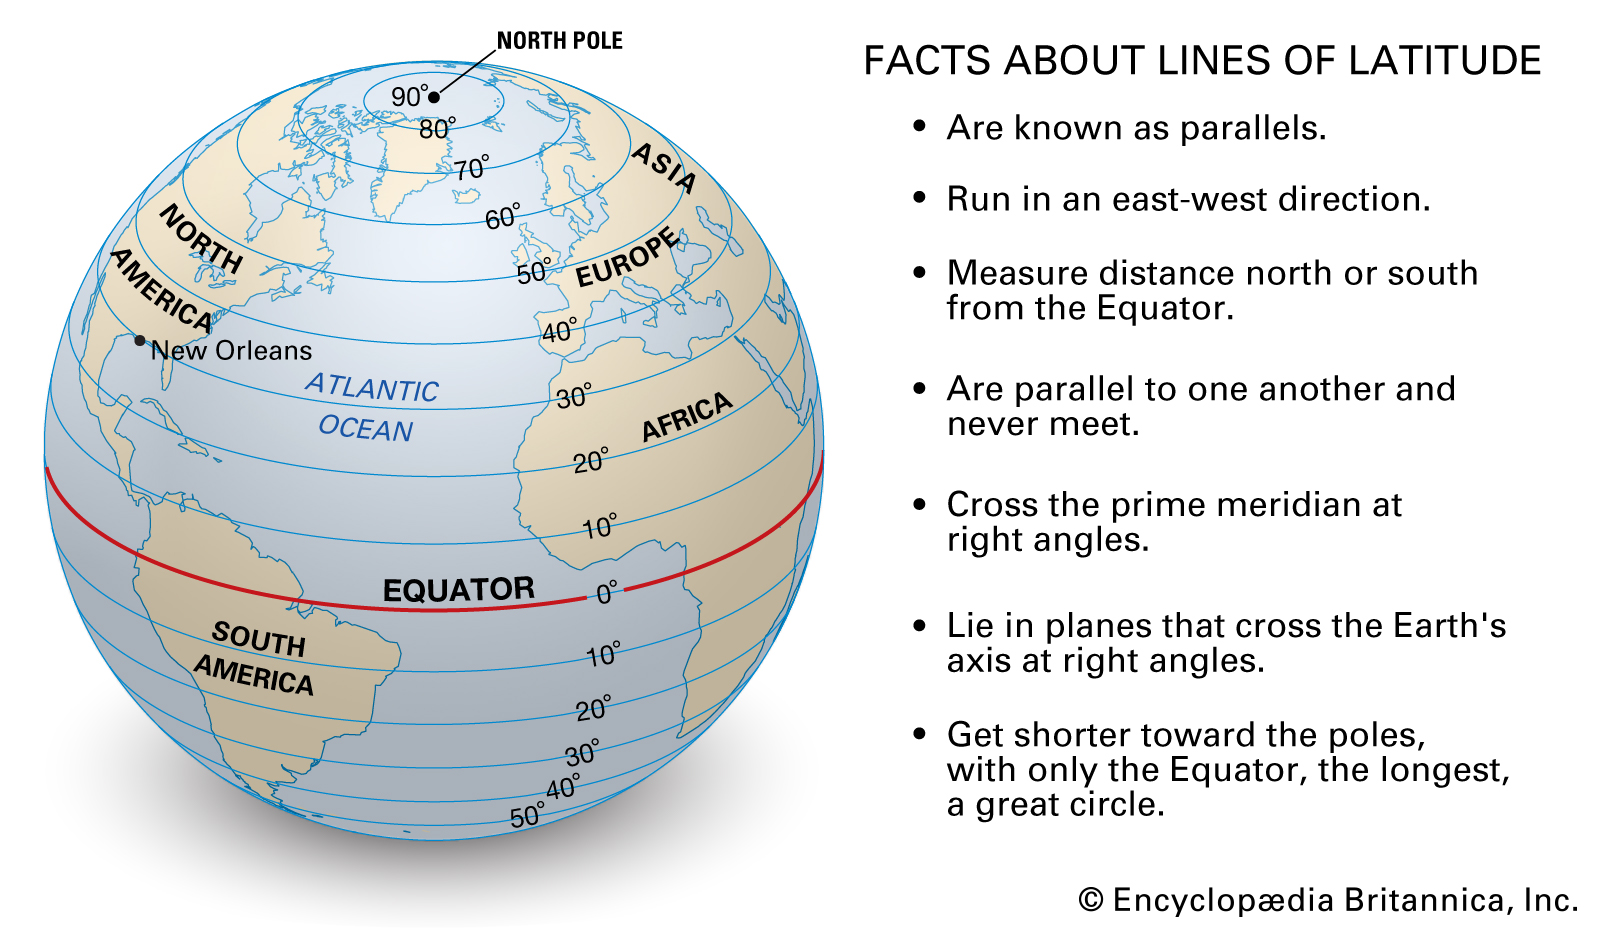 NORTH POLE
90°
80°
70°
60°
50°
40°
30°
20°
10°
0°
10°
20°
30°
40°
50°
ASIA
NORTH
AMERICA
EUROPE
New Orleans
ATLANTIC
OCEAN
AFRICA
EQUATOR
SOUTH
AMERICA
FACTS ABOUT LINES OF LATITUDE
• Are known as parallels.
• Run in an east-west direction.
• Measure distance north or south
from the Equator.
• Are parallel to one another and
never meet.
• Cross the prime meridian at
right angles.
• Lie in planes that cross the Earth's
axis at right angles.
• Get shorter toward the poles,
with only the Equator, the longest,
a great circle.
© Encyclopædia Britannica, Inc.